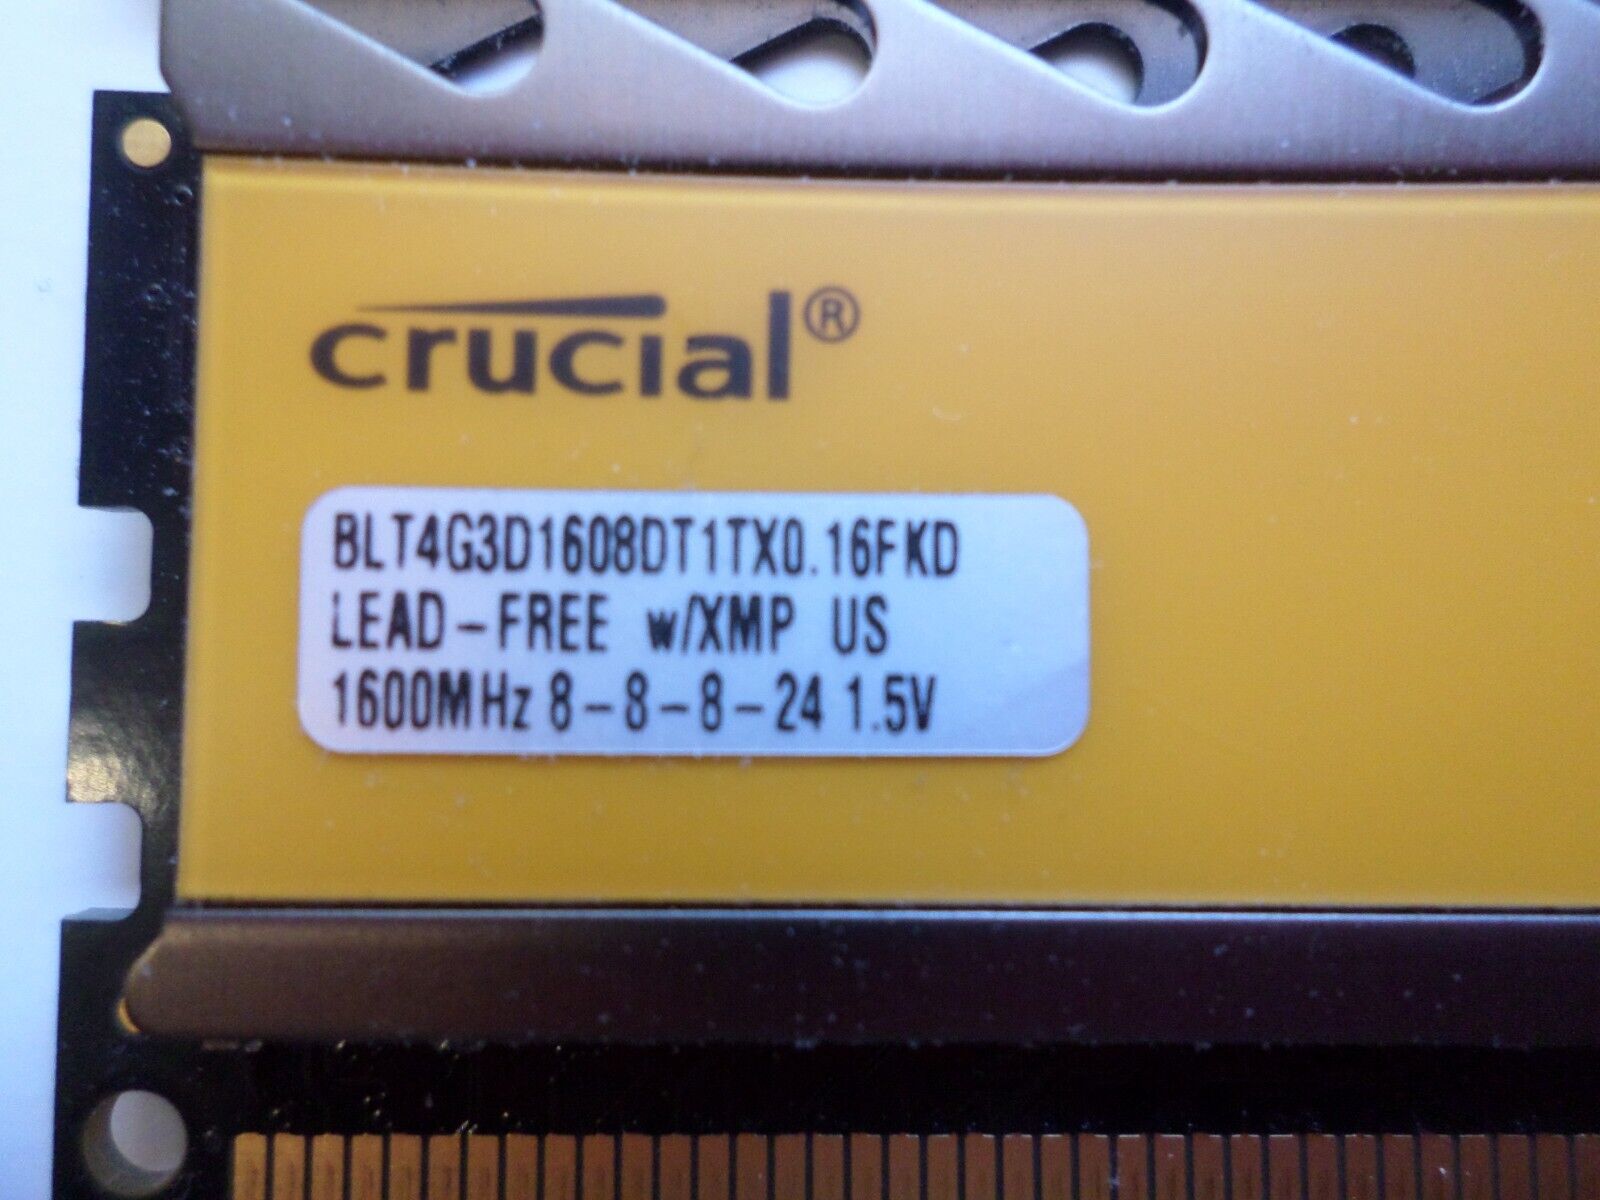 crucial®
BLT4G3D1608DT1TX0.16FKD
LEAD-FREE w/XMP US
1600MHz 8-8-8-24 1.5V